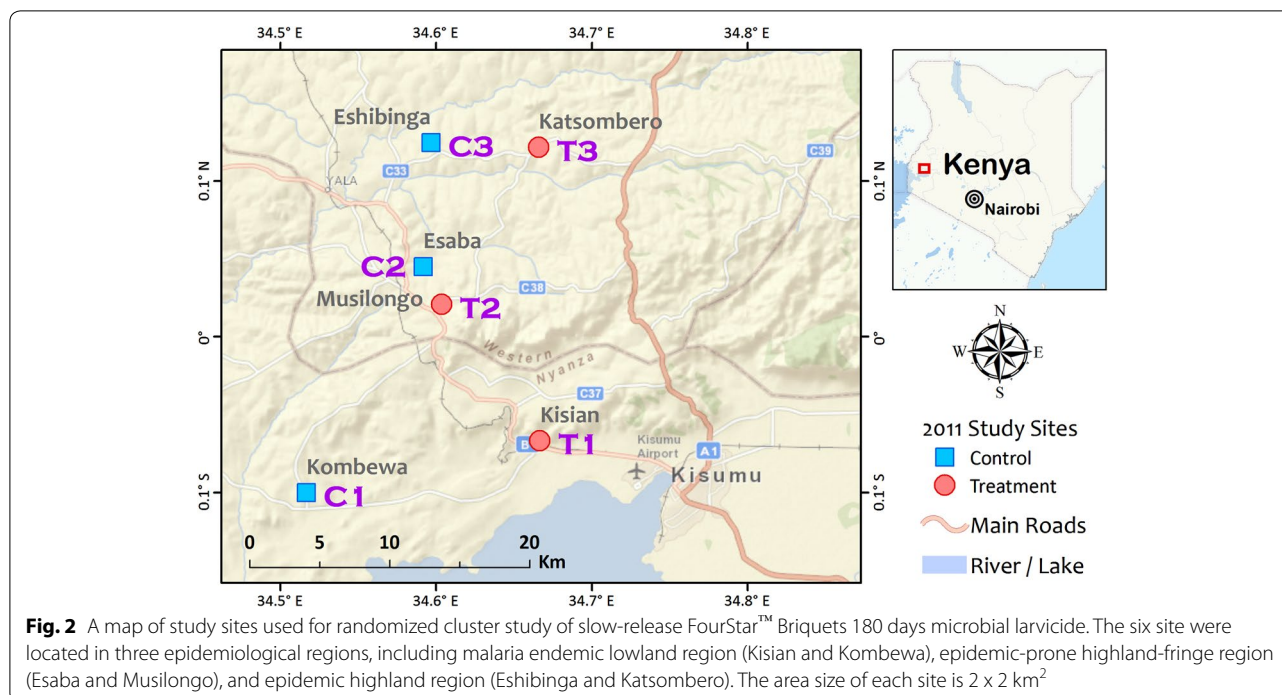 34.5° E 34.6° E 34.7° E 34.8° E
Eshibinga
C3
Katsombero
T3
C33
C39
YALA
0.1° N
0.1° N
Esaba
C2
Musilongo
T2
C38
0°
0°
Western
Nyanza
C37
Kisian
T1
B
Kisumu
Airport
A1
Kisumu
Kombewa
C1
0.1° S
0.1° S
0 5 10 20
Km
34.5° E 34.6° E 34.7° E 34.8° E
Kenya
Nairobi
N
W E
S
2011 Study Sites
Control
Treatment
Main Roads
River / Lake
Fig. 2 A map of study sites used for randomized cluster study of slow-release FourStar™ Briquets 180 days microbial larvicide. The six site were
located in three epidemiological regions, including malaria endemic lowland region (Kisian and Kombewa), epidemic-prone highland-fringe region
(Esaba and Musilongo), and epidemic highland region (Eshibinga and Katsombero). The area size of each site is 2 x 2 km²